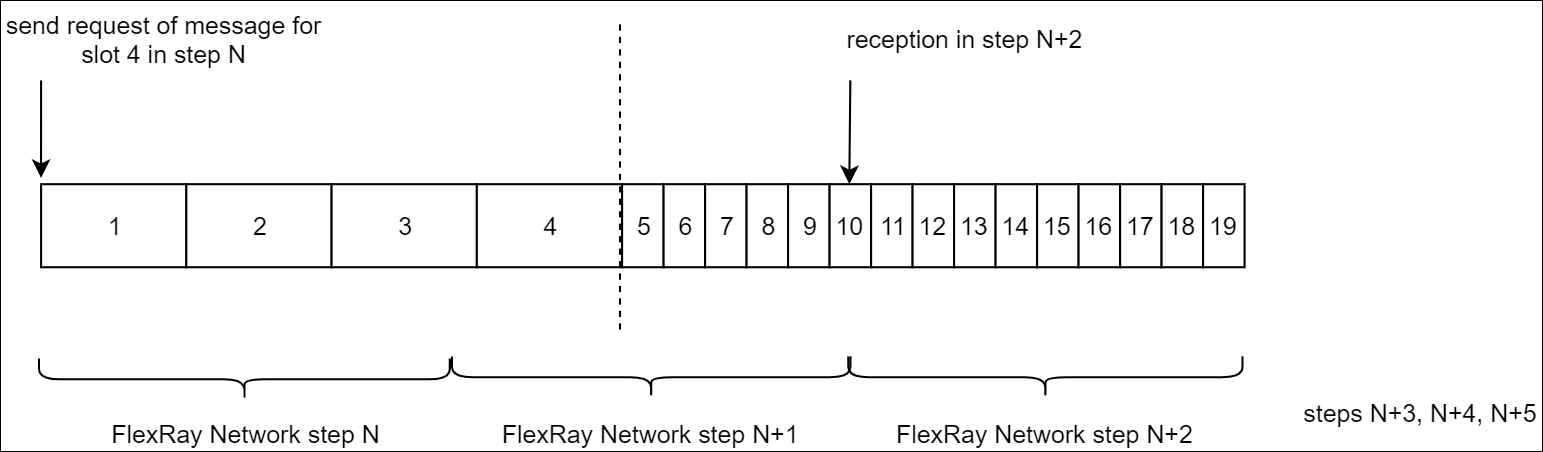 send request of message for
slot 4 in step N
reception in step N+2
1 2 3 4 5 6 7 8 9 10 11 12 13 14 15 16 17 18 19
FlexRay Network step N
FlexRay Network step N+1
FlexRay Network step N+2
steps N+3, N+4, N+5